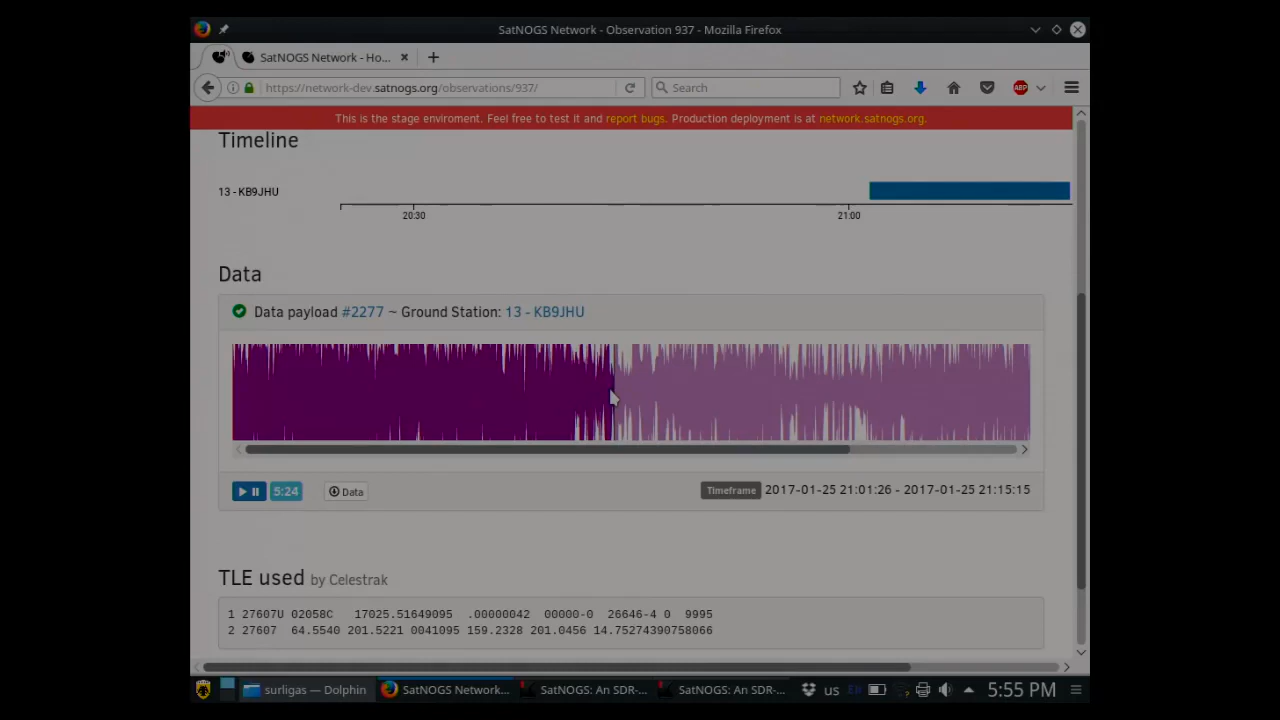 SatNOGS Network - Observation 937 - Mozilla Firefox
SatNOGS Network - Ho...
https://network-dev.satnogs.org/observations/937/
Search
ABP
This is the stage enviroment. Feel free to test it and report bugs. Production deployment is at network.satnogs.org.
Timeline
13 - KB9JHU
20:30
21:00
Data
Data payload #2277 ~ Ground Station: 13 - KB9JHU
5:24
Data
Timeframe 2017-01-25 21:01:26 - 2017-01-25 21:15:15
TLE used by Celestrak
1 27607U 02058C 17025.51649095 .00000042 00000-0 26646-4 0 9995
2 27607 64.5540 201.5221 0041095 159.2328 201.0456 14.75274390758066
surligas — Dolphin
SatNOGS Network...
SatNOGS: An SDR-...
SatNOGS: An SDR-...
us
5:55 PM